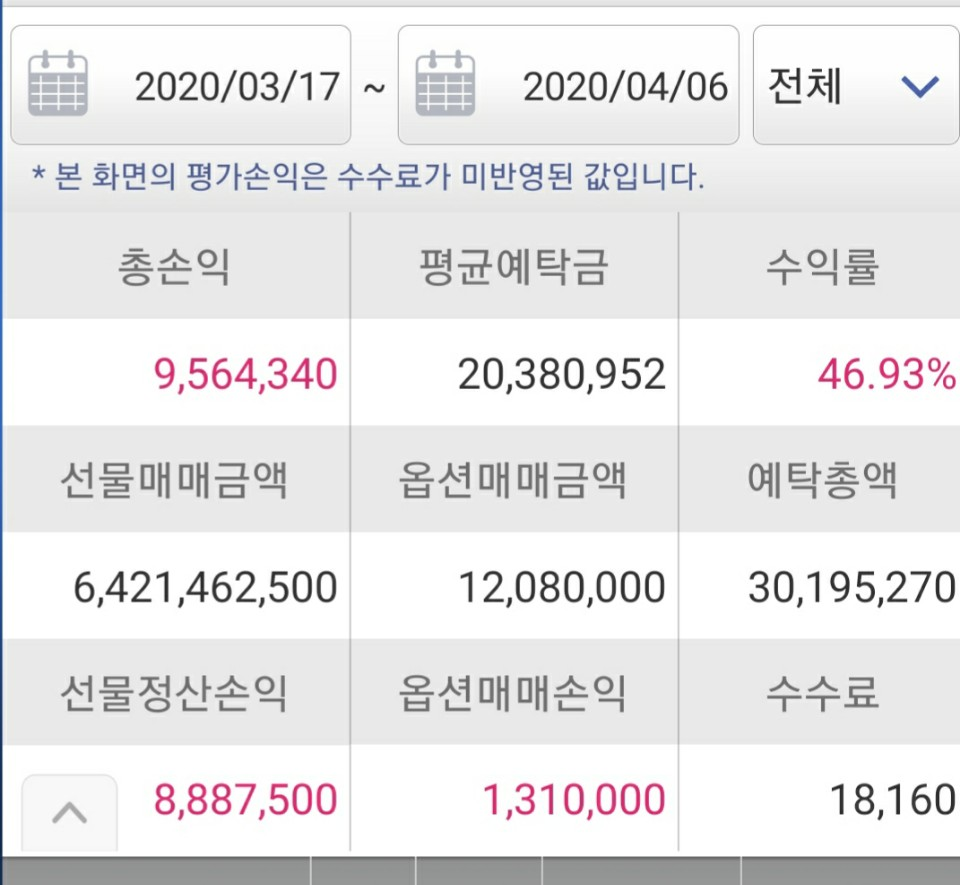 2020/03/17 ~ 2020/04/06 전체
* 본 화면의 평가손익은 수수료가 미반영된 값입니다.
총손익 평균예탁금 수익률
9,564,340 20,380,952 46.93%
선물매매금액 옵션매매금액 예탁총액
6,421,462,500 12,080,000 30,195,270
선물정산손익 옵션매매손익 수수료
8,887,500 1,310,000 18,160